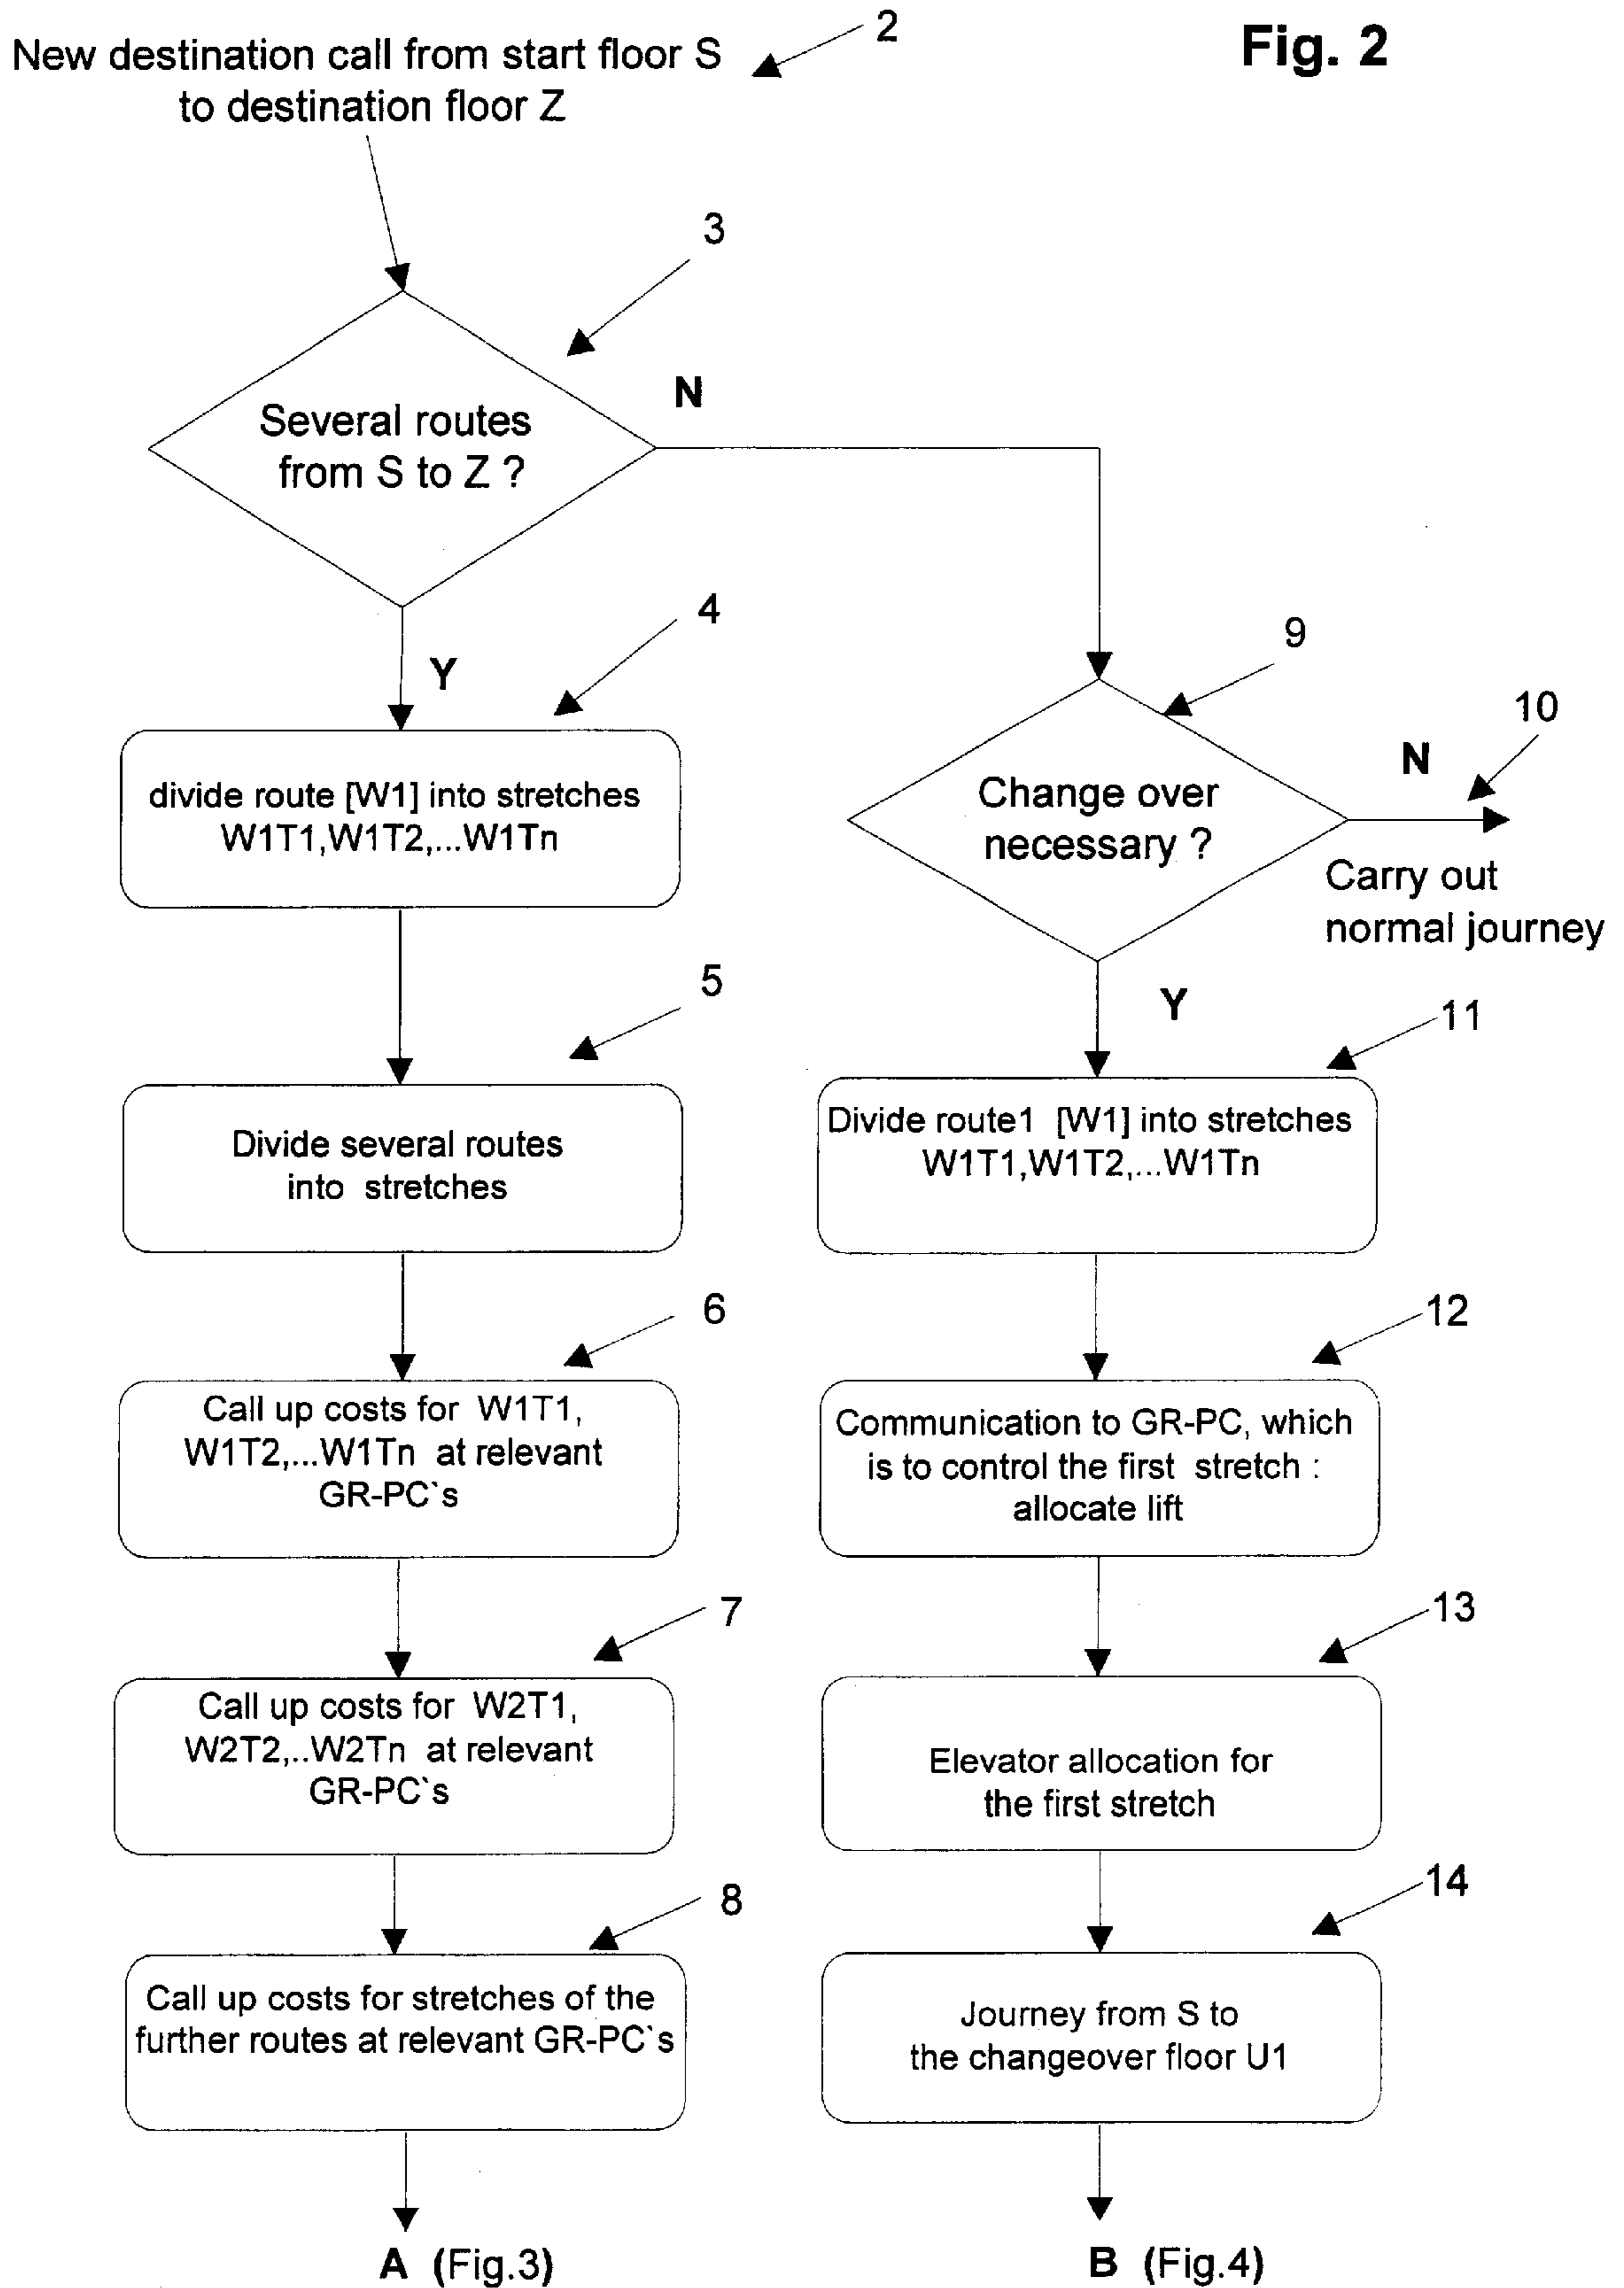 Fig. 2
New destination call from start floor S
to destination floor Z
2
3
Several routes
from S to Z ?
N
Y
4
divide route [W1] into stretches
W1T1,W1T2,...W1Tn
5
Divide several routes
into stretches
6
Call up costs for W1T1,
W1T2,...W1Tn at relevant
GR-PC`s
7
Call up costs for W2T1,
W2T2,..W2Tn at relevant
GR-PC`s
8
Call up costs for stretches of the
further routes at relevant GR-PC`s
A (Fig.3)
9
Change over
necessary ?
N
10
Carry out
normal journey
Y
11
Divide route1 [W1] into stretches
W1T1,W1T2,...W1Tn
12
Communication to GR-PC, which
is to control the first stretch :
allocate lift
13
Elevator allocation for
the first stretch
14
Journey from S to
the changeover floor U1
B (Fig.4)